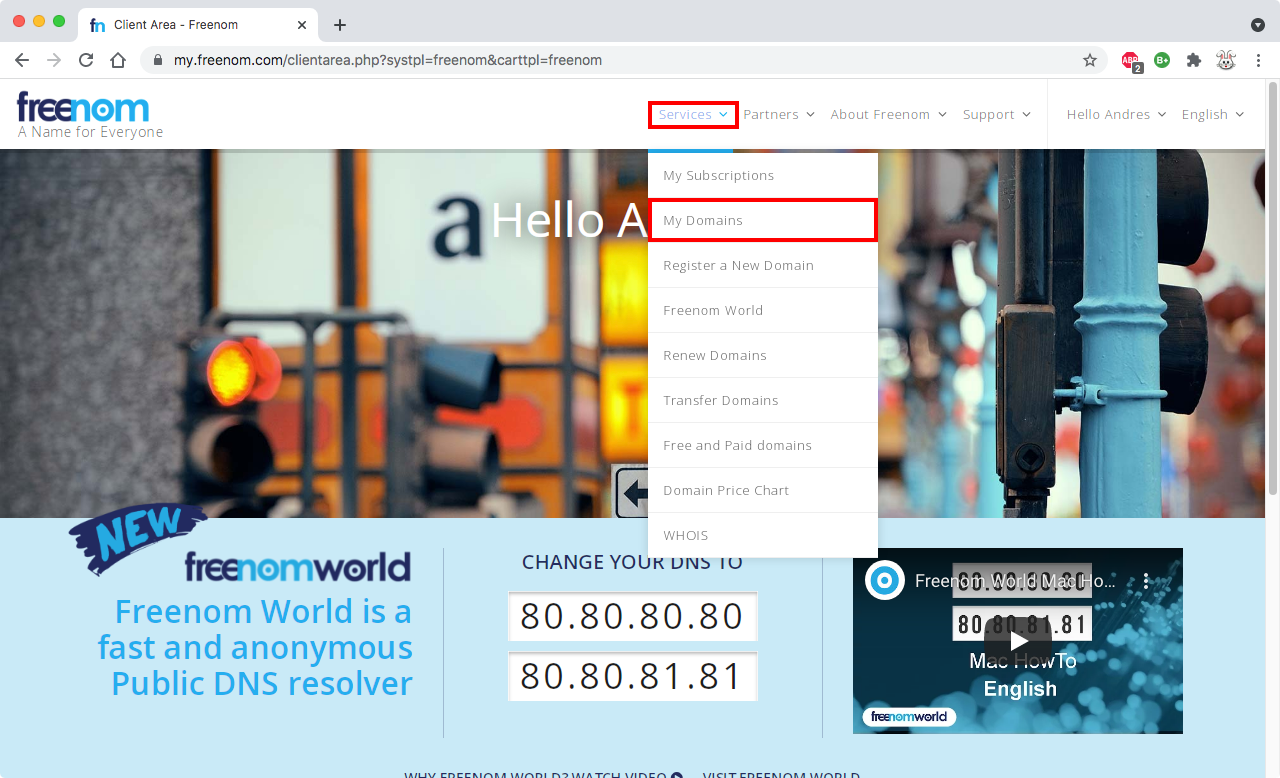 Client Area - Freenom
my.freenom.com/clientarea.php?systpl=freenom&carttpl=freenom
ABP
2
B+
freenom
A Name for Everyone
Services
Partners
About Freenom
Support
Hello Andres
English
My Subscriptions
My Domains
Register a New Domain
Freenom World
Renew Domains
Transfer Domains
Free and Paid domains
Domain Price Chart
WHOIS
a
Hello A
NEW
freenomworld
Freenom World is a
fast and anonymous
Public DNS resolver
CHANGE YOUR DNS TO
80.80.80.80
80.80.81.81
Freenom World Mac Ho...
80.80.80.80
80.80.81.81
Mac HowTo
English
freenomworld
WHY FREENOM WORLD? WATCH VIDEO
VISIT FREENOM WORLD